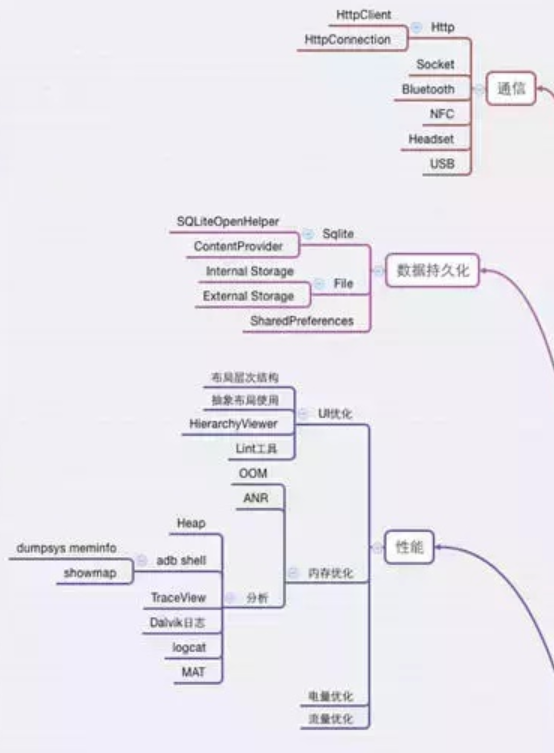 HttpClient
Http
HttpConnection
Socket
通信
Bluetooth
NFC
Headset
USB
SQLiteOpenHelper
Sqlite
ContentProvider
数据持久化
Internal Storage
File
External Storage
SharedPreferences
布局层次结构
抽象布局使用
UI优化
HierarchyViewer
Lint工具
OOM
ANR
Heap
性能
dumpsys meminfo
adb shell
showmap
内存优化
TraceView
分析
Dalvik日志
logcat
MAT
电量优化
流量优化